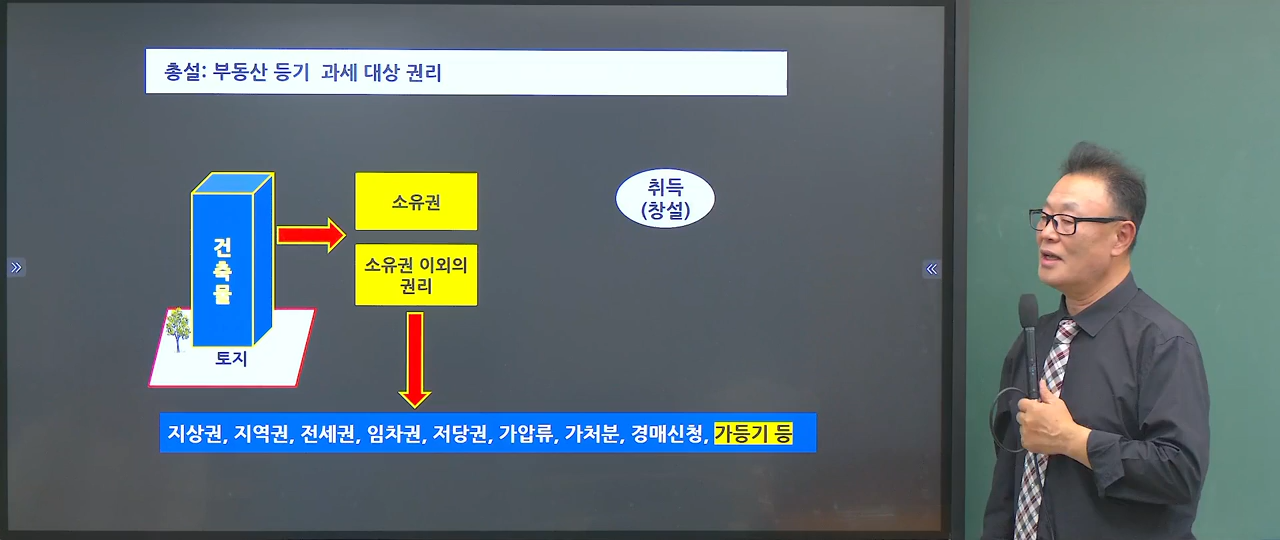 총설: 부동산 등기 과세 대상 권리
소유권
취득
(창설)
건축물
소유권 이외의
권리
토지
지상권, 지역권, 전세권, 임차권, 저당권, 가압류, 가처분, 경매신청, 가등기 등